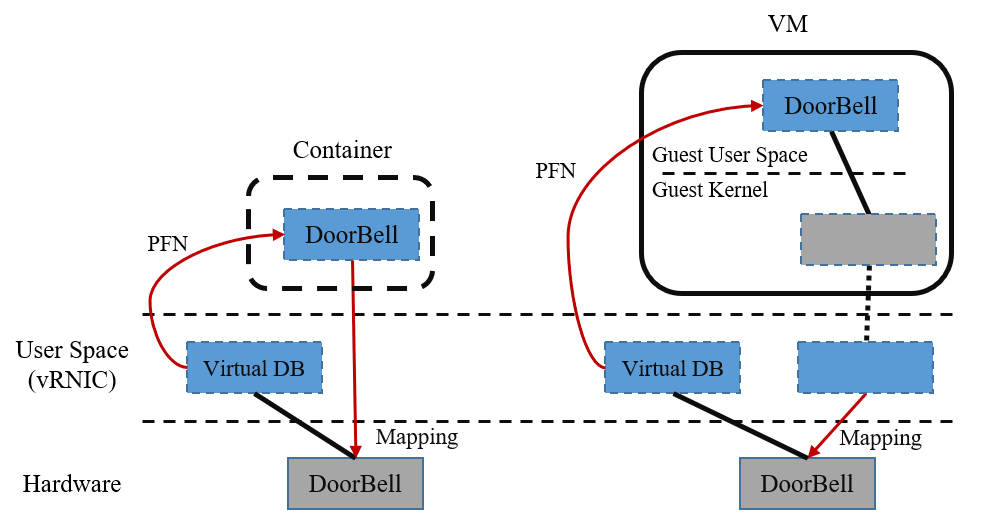 VM
DoorBell
Guest User Space
PFN
Guest Kernel
Container
DoorBell
PFN
User Space
(vRNIC)
Virtual DB
Virtual DB
Mapping
Mapping
Hardware
DoorBell
DoorBell